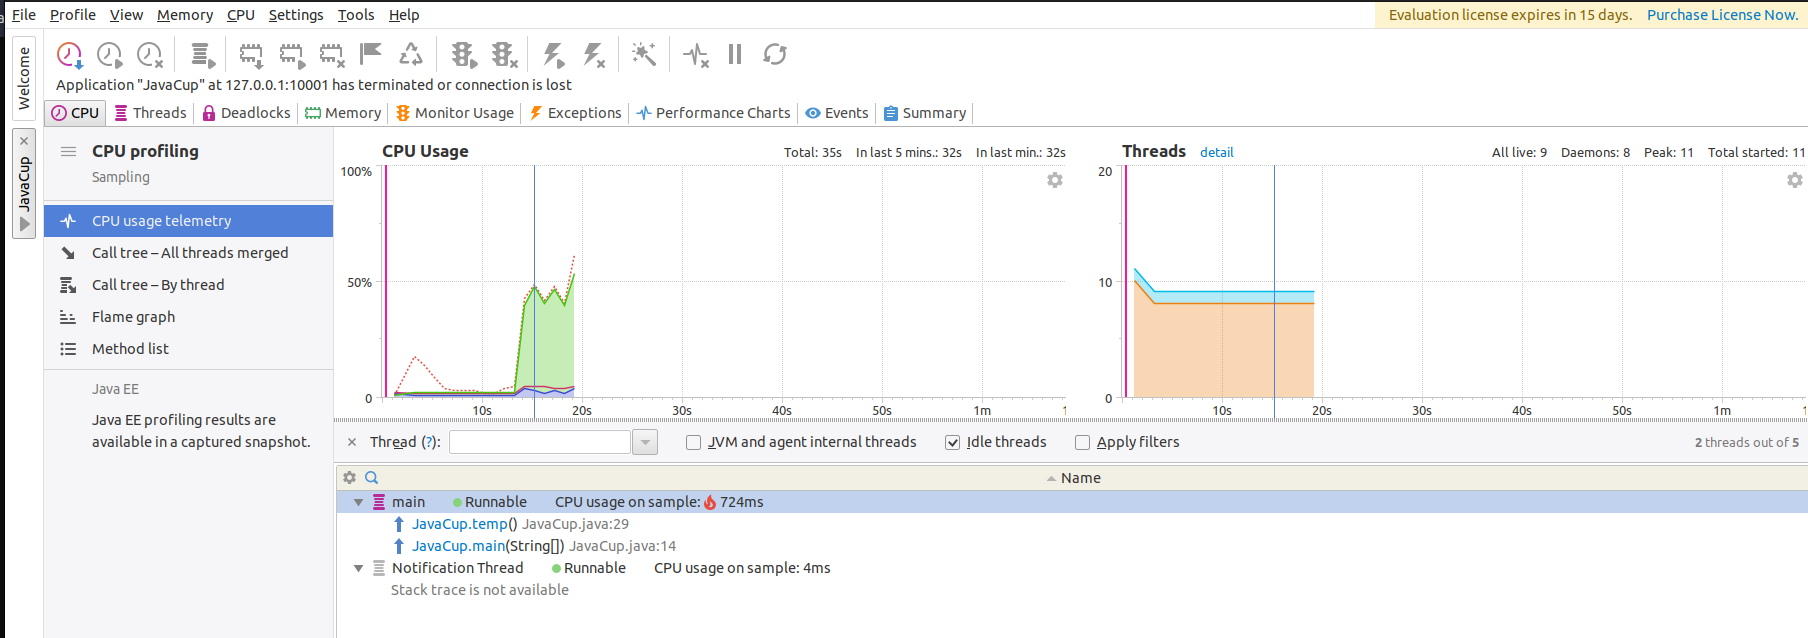 File Profile View Memory CPU Settings Tools Help
Evaluation license expires in 15 days. Purchase License Now.
Welcome
JavaCup
Application "JavaCup" at 127.0.0.1:10001 has terminated or connection is lost
CPU Threads Deadlocks Memory Monitor Usage Exceptions Performance Charts Events Summary
CPU profiling
Sampling
CPU usage telemetry
Call tree – All threads merged
Call tree – By thread
Flame graph
Method list
Java EE
Java EE profiling results are
available in a captured snapshot.
CPU Usage Total: 35s In last 5 mins.: 32s In last min.: 32s
100%
50%
0
10s 20s 30s 40s 50s 1m 1
Threads detail All live: 9 Daemons: 8 Peak: 11 Total started: 11
20
10
0
10s 20s 30s 40s 50s 1m 1
Thread (?): JVM and agent internal threads Idle threads Apply filters 2 threads out of 5
Name
main Runnable CPU usage on sample: 724ms
JavaCup.temp() JavaCup.java:29
JavaCup.main(String[]) JavaCup.java:14
Notification Thread Runnable CPU usage on sample: 4ms
Stack trace is not available